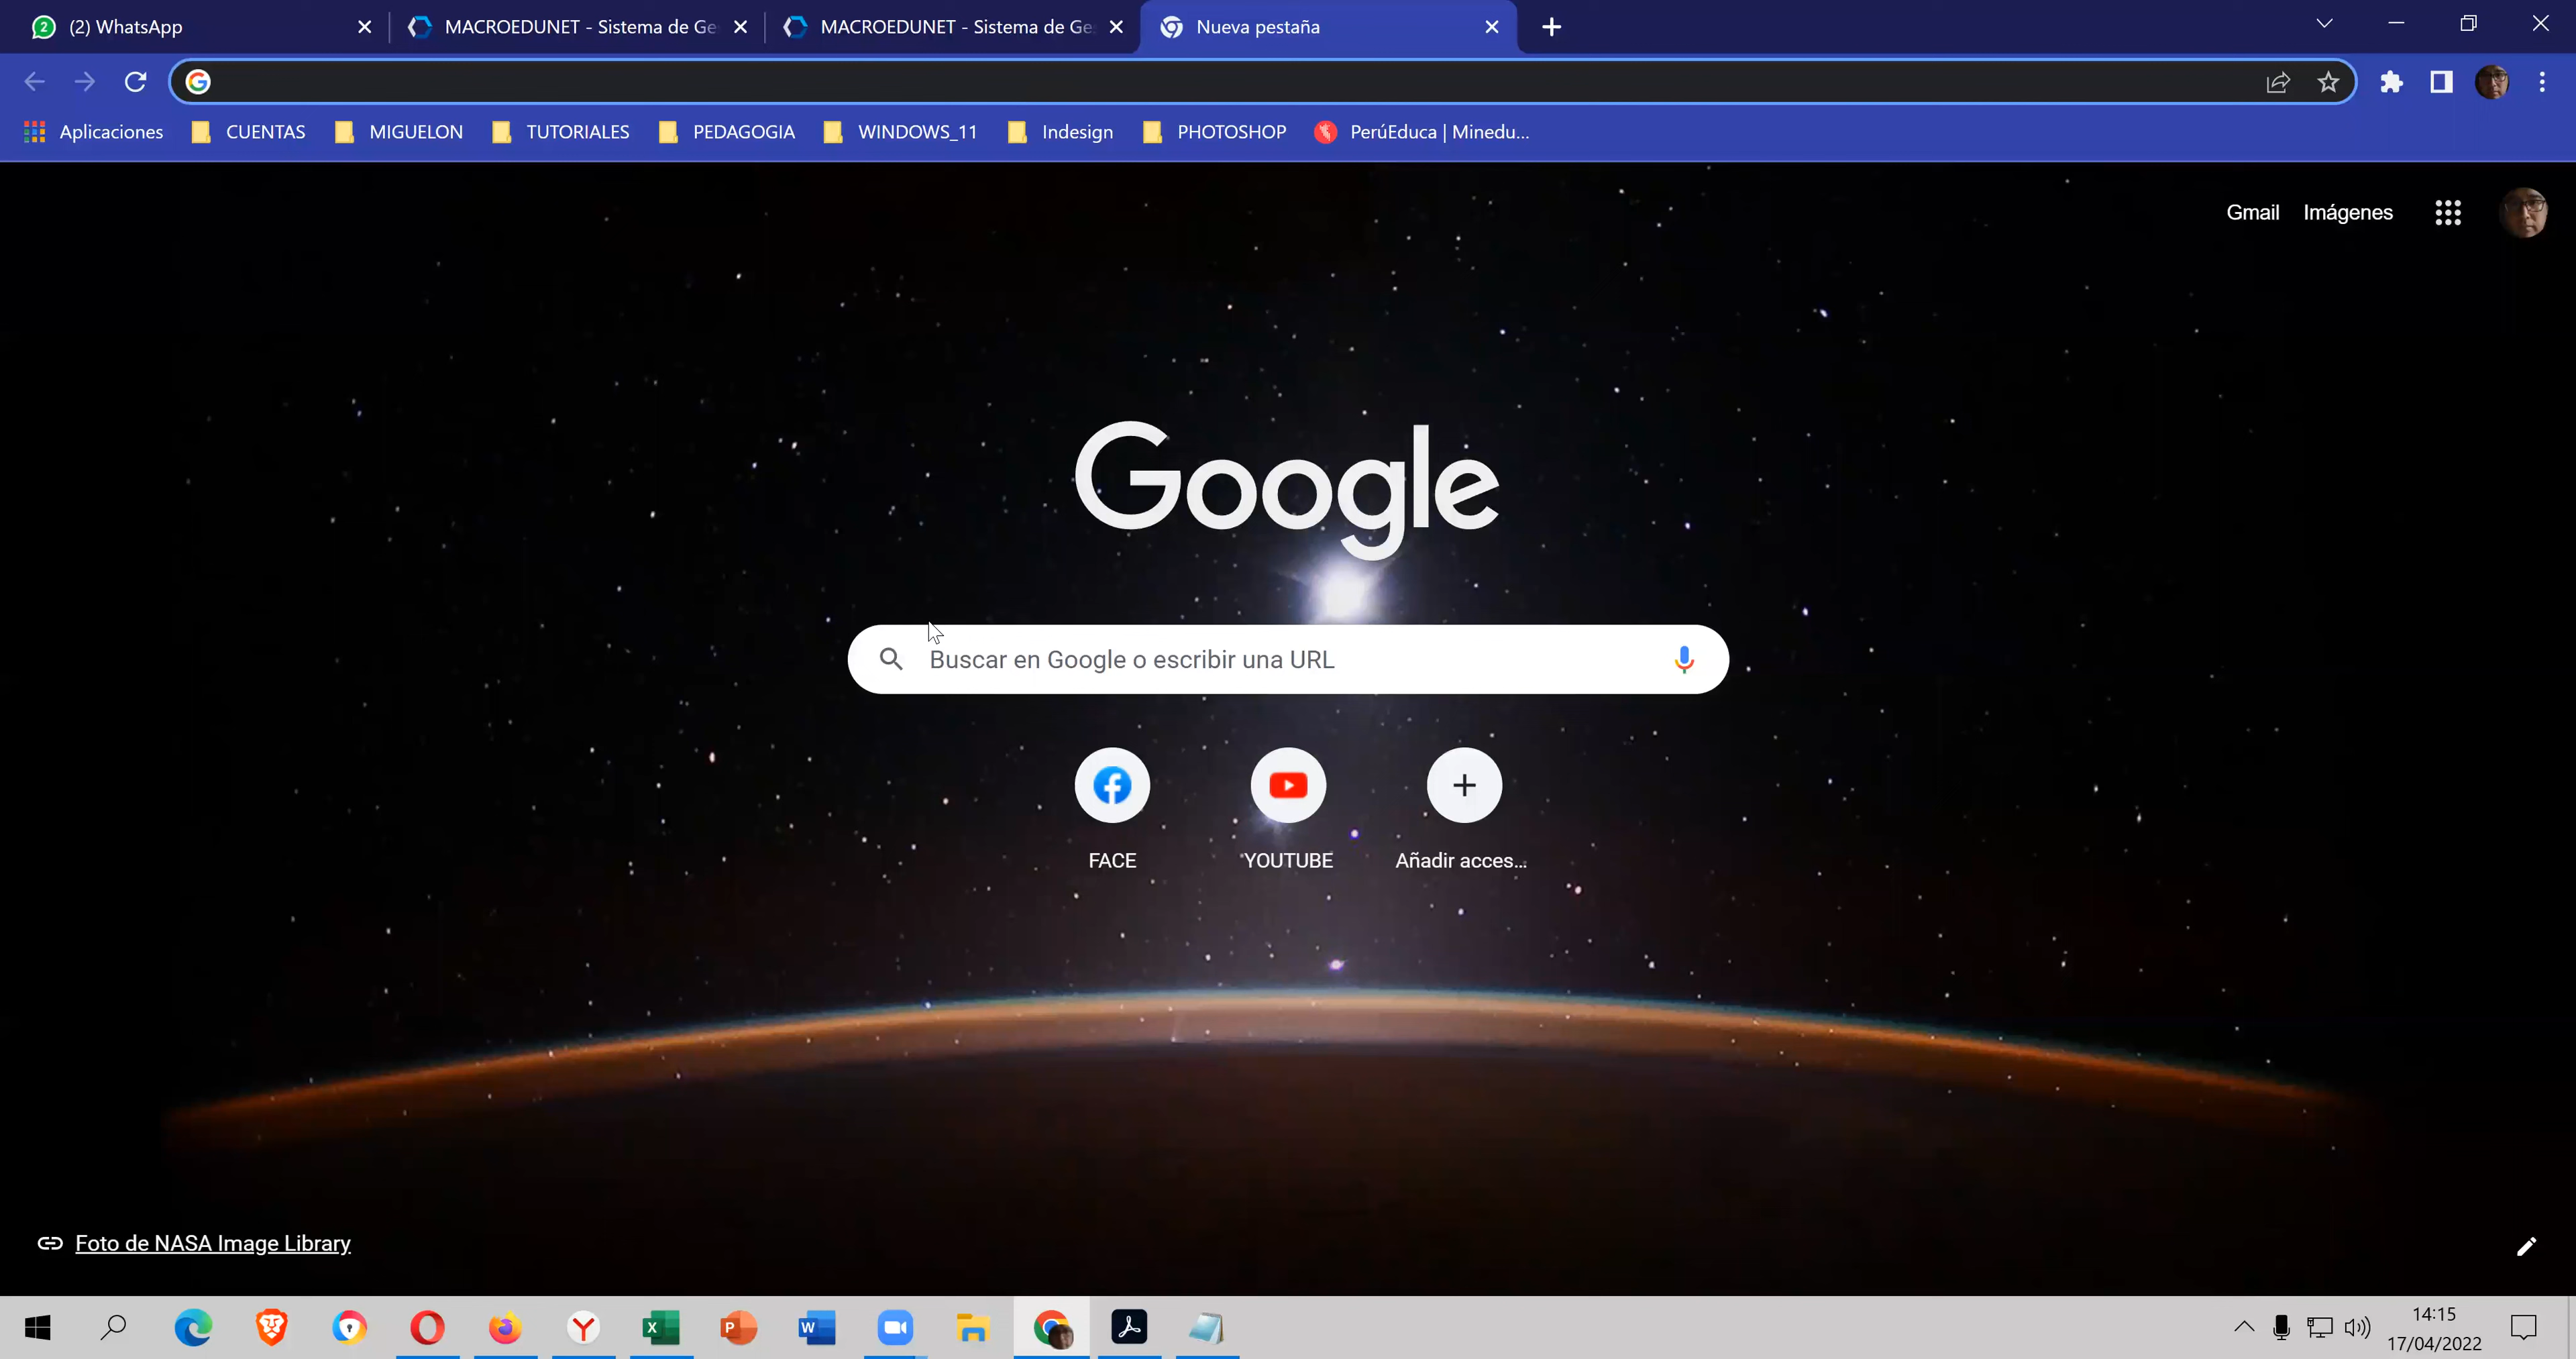 (2) WhatsApp
MACROEDUNET - Sistema de Ge
MACROEDUNET - Sistema de Ge
Nueva pestaña
Aplicaciones
CUENTAS
MIGUELON
TUTORIALES
PEDAGOGIA
WINDOWS_11
Indesign
PHOTOSHOP
PerúEduca | Minedu...
Gmail
Imágenes
Google
Buscar en Google o escribir una URL
FACE
YOUTUBE
Añadir acces...
Foto de NASA Image Library
14:15
17/04/2022